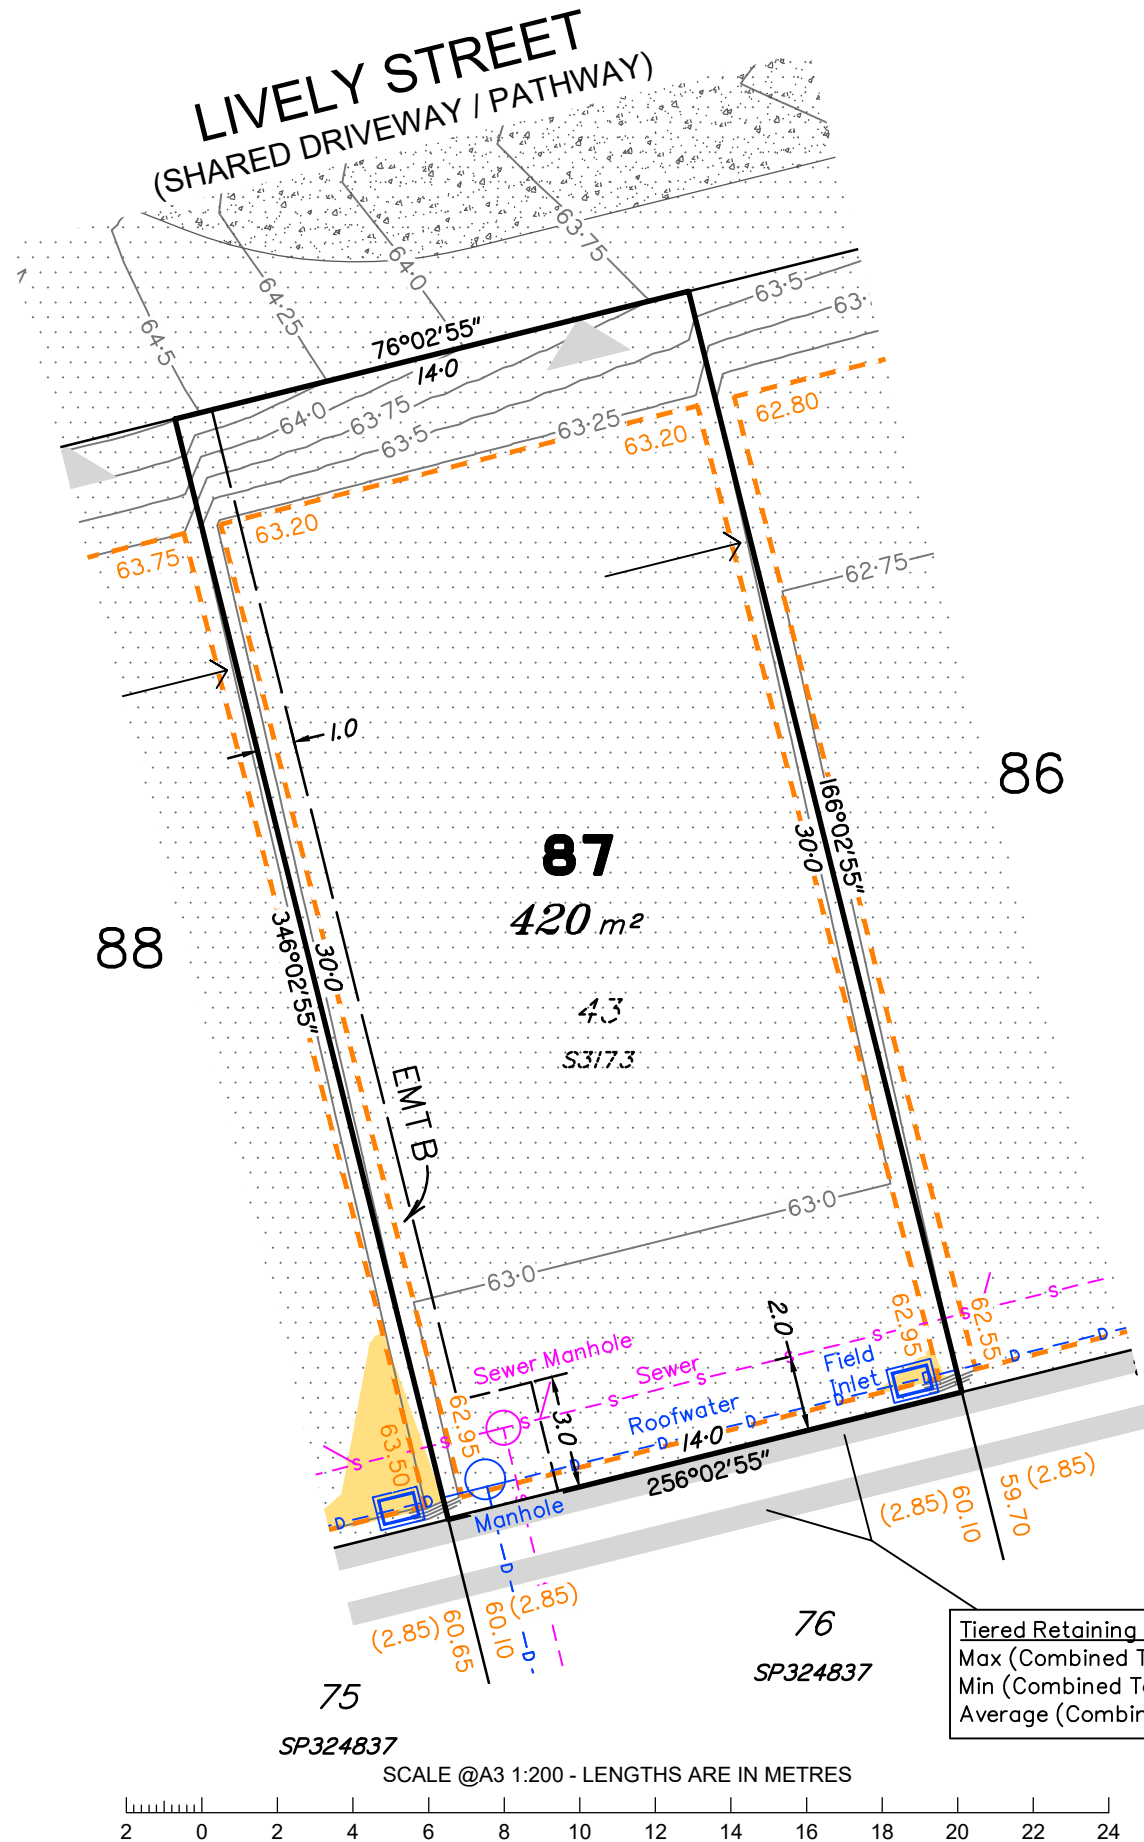 LIVELY STREET
(SHARED DRIVEWAY / PATHWAY)
63·75
64·0
64·25
64·5
63·5
63·
76°02'55"
14·0
64·0
63·75
63·5
63·25
63.20
62.80
63.20
63.75
62·75
1.0
86
87
420 m²
166°02'55"
30·0
88
346°02'55"
30·0
43
S3173
EMT B
63·0
63·0
2.0
62.95
62.55
Sewer Manhole
Sewer
S
S
S
S
S
S
S
S
S
Field
Inlet
D
D
D
D
D
D
D
D
D
D
62.95
63.50
3.0
Roofwater
14·0
256°02'55"
Manhole
(2.85)
60.10
59.70
(2.85)
(2.85)
60.65
60.10
(2.85)
76
SP324837
75
SP324837
Tiered Retaining
Max (Combined
Min (Combined
Average
SCALE @A3 1:200 - LENGTHS ARE IN METRES
2 0 2 4 6 8 10 12 14 16 18 20 22 24